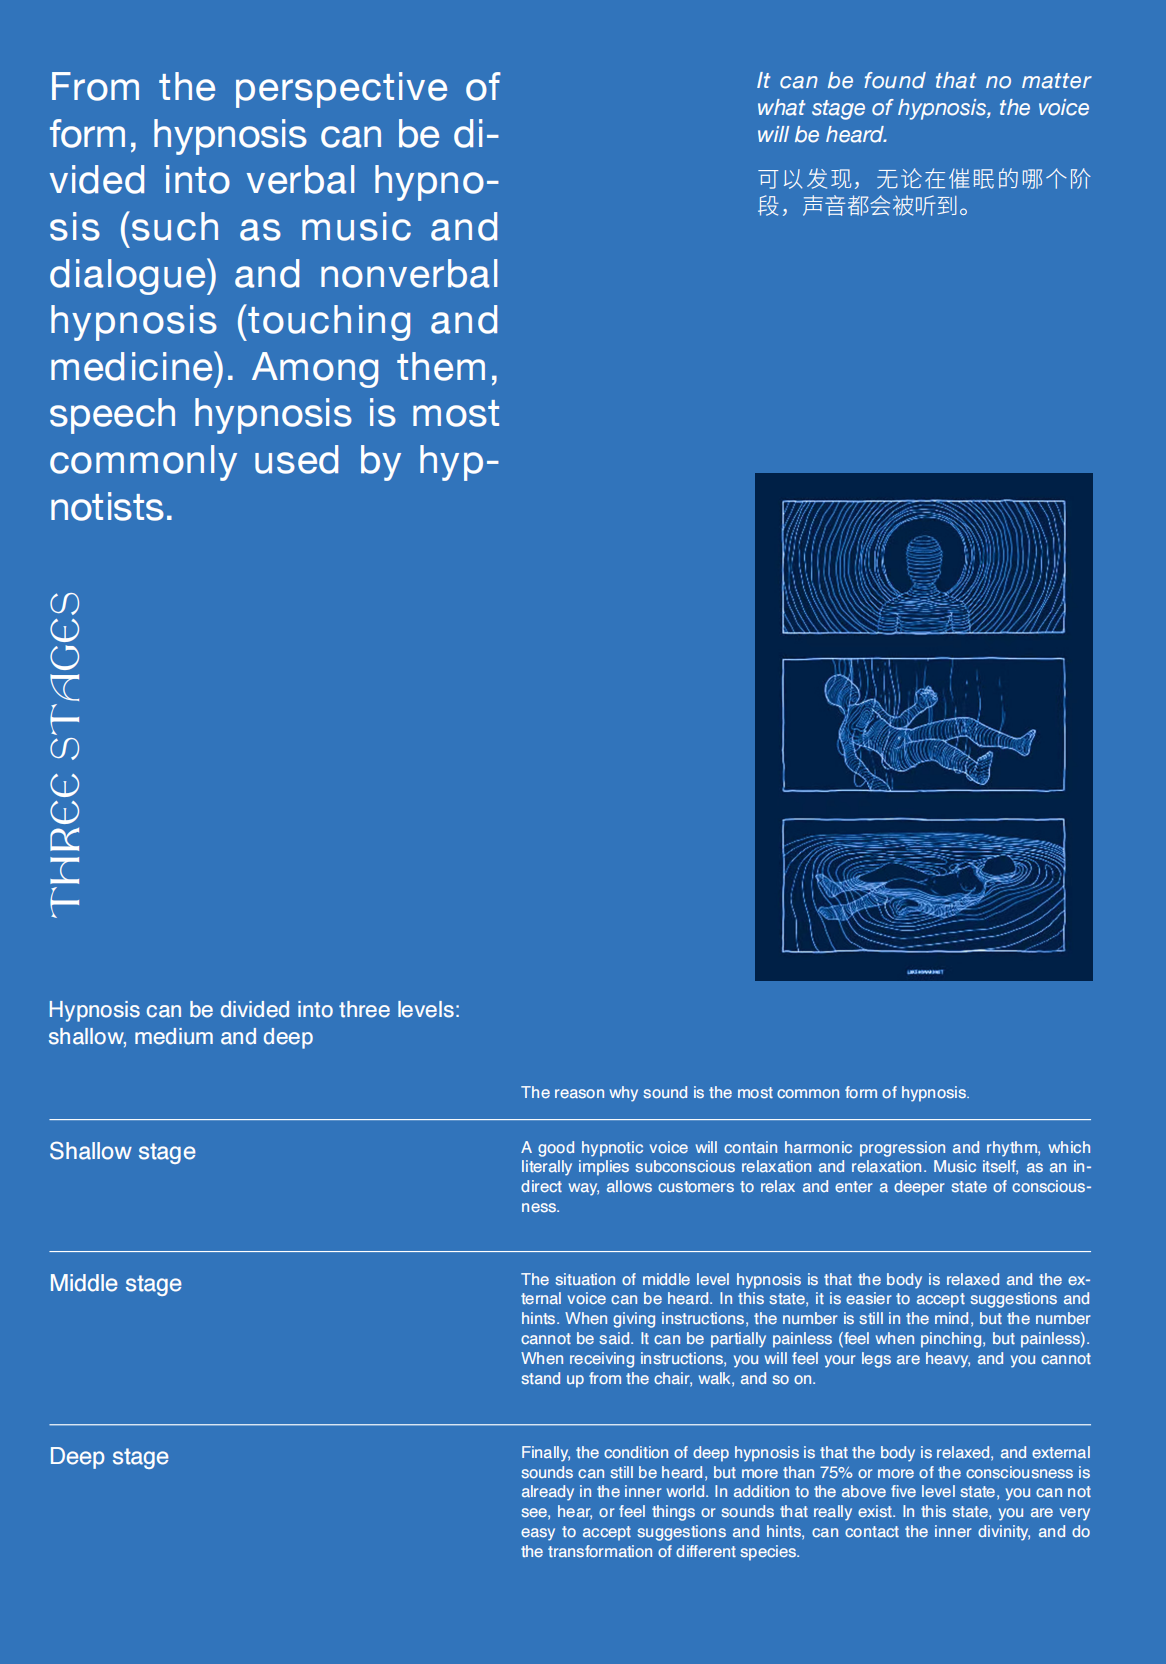 From the perspective of
form, hypnosis can be di-
vided into verbal hypno-
sis (such as music and
dialogue) and nonverbal
hypnosis (touching and
medicine). Among them,
speech hypnosis is most
commonly used by hyp-
notists.
It can be found that no matter
what stage of hypnosis, the voice
will be heard.
可以发现，无论在催眠的哪个阶
段，声音都会被听到。
THREE STAGES
Hypnosis can be divided into three levels:
shallow, medium and deep
The reason why sound is the most common form of hypnosis.
Shallow stage
A good hypnotic voice will contain harmonic progression and rhythm, which
literally implies subconscious relaxation and relaxation. Music itself, as an in-
direct way, allows customers to relax and enter a deeper state of conscious-
ness.
Middle stage
The situation of middle level hypnosis is that the body is relaxed and the ex-
ternal voice can be heard. In this state, it is easier to accept suggestions and
hints. When giving instructions, the number is still in the mind, but the number
cannot be said. It can be partially painless (feel when pinching, but painless).
When receiving instructions, you will feel your legs are heavy, and you cannot
stand up from the chair, walk, and so on.
Deep stage
Finally, the condition of deep hypnosis is that the body is relaxed, and external
sounds can still be heard, but more than 75% or more of the consciousness is
already in the inner world. In addition to the above five level state, you can not
see, hear, or feel things or sounds that really exist. In this state, you are very
easy to accept suggestions and hints, can contact the inner divinity, and do
the transformation of different species.